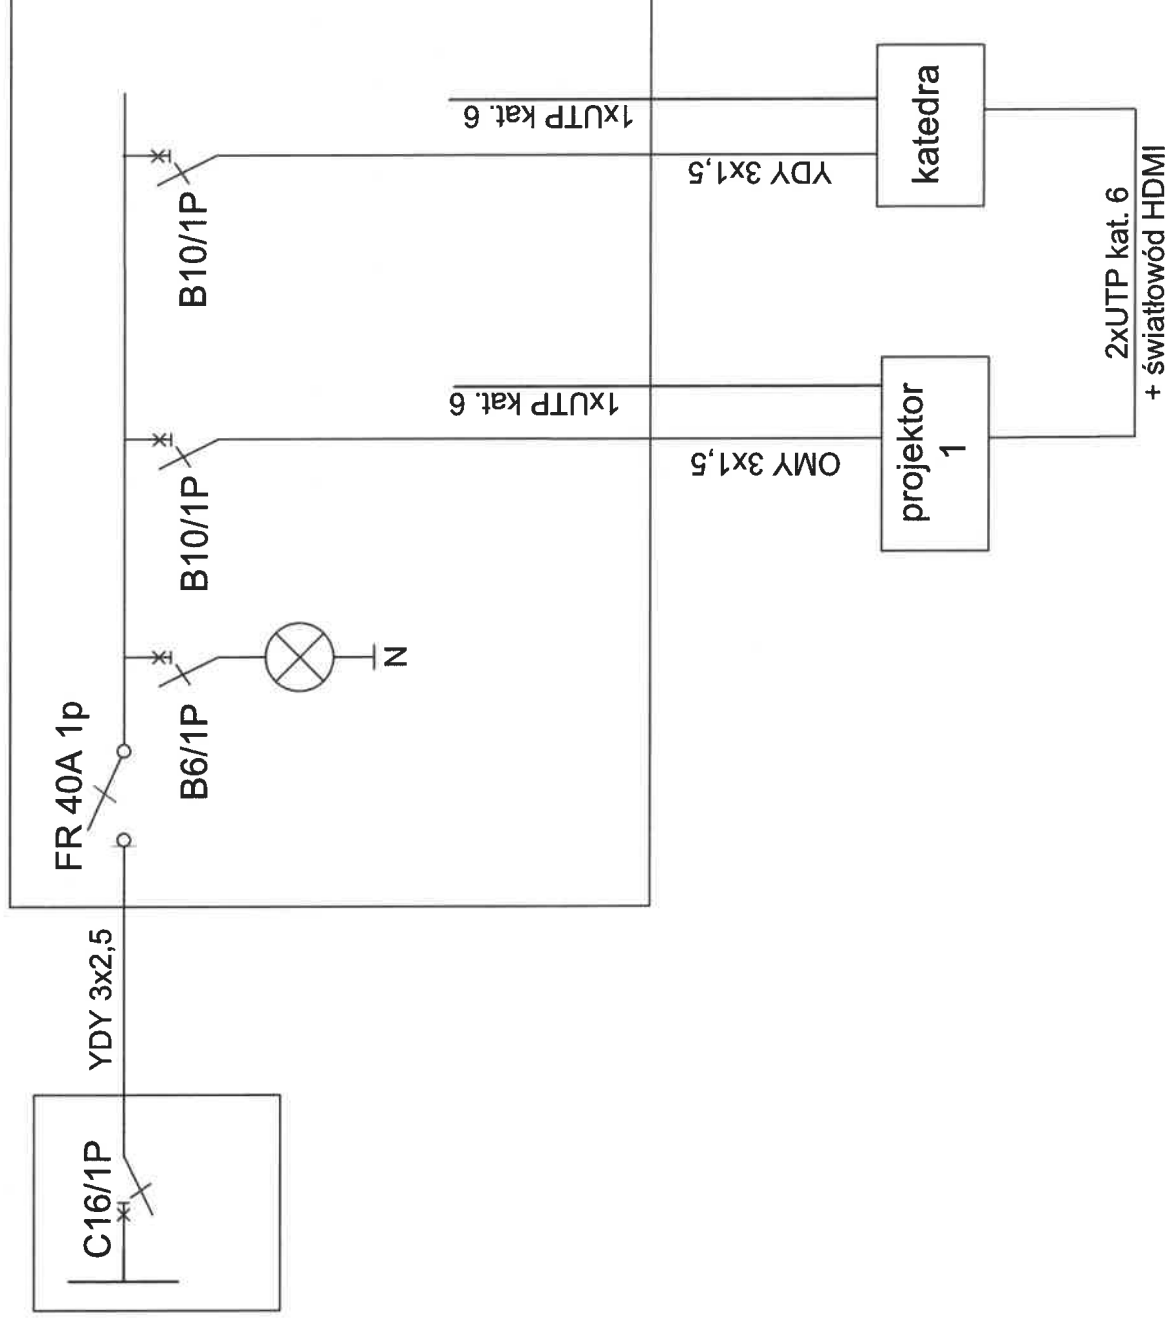 C16/1P
YDY 3x2,5
FR 40A 1p
B6/1P
N
B10/1P
B10/1P
1xUTP kat. 6
OMY 3x1,5
projektor
1
1xUTP kat. 6
YDY 3x1,5
katedra
2xUTP kat. 6
+ światłowód HDMI